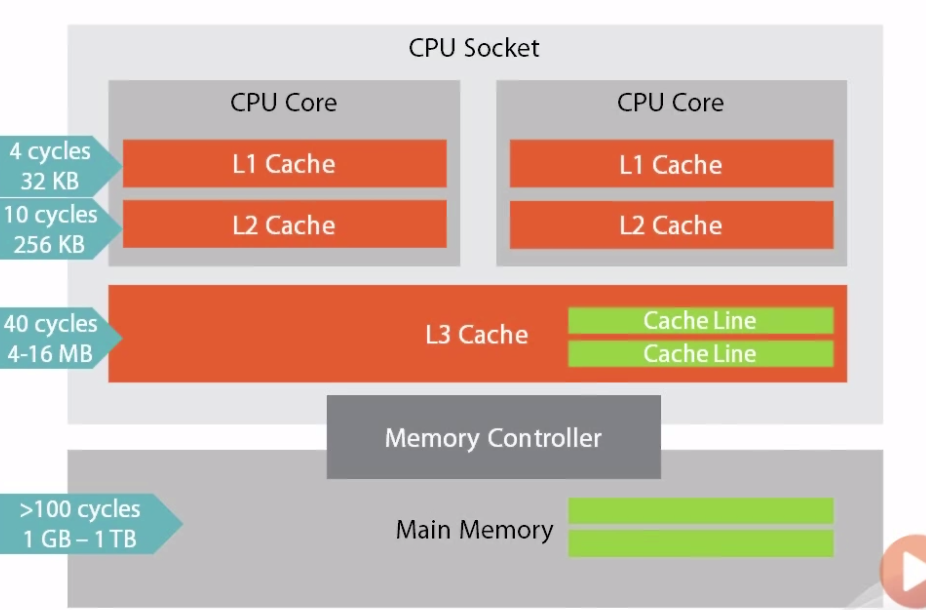 CPU Socket
CPU Core
CPU Core
4 cycles
32 KB
L1 Cache
L1 Cache
10 cycles
256 KB
L2 Cache
L2 Cache
40 cycles
4-16 MB
L3 Cache
Cache Line
Cache Line
Memory Controller
>100 cycles
1 GB – 1 TB
Main Memory